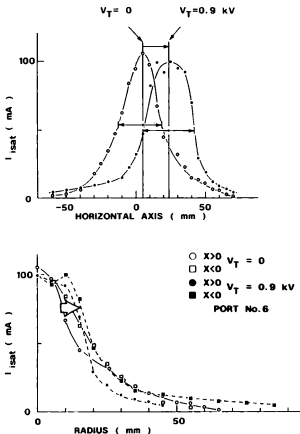 V_T = 0
V_T=0.9 kV
100
50
0
I_isat ( mA )
-50
0
50
HORIZONTAL AXIS ( mm )
○ X>0 V_T = 0
□ X<0
● X>0 V_T = 0.9 kV
■ X<0
PORT No.6
100
50
0
I_isat ( mA )
0
50
RADIUS ( mm )